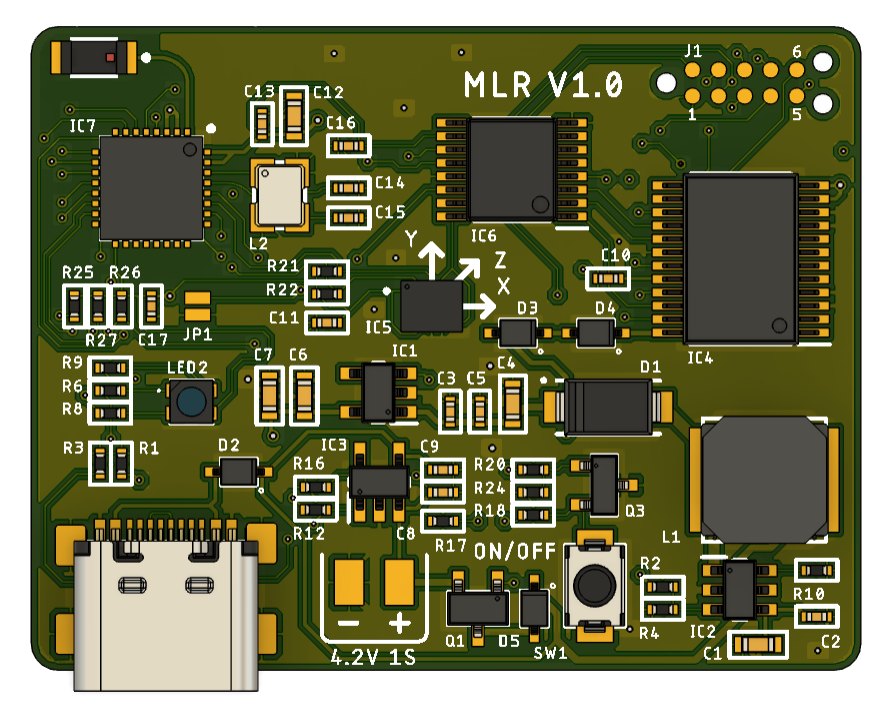 J1 6
MLR V1.0
C13 C12
IC7
1 5
C16
C14
C15
L2
IC6
Y
Z
X
R21
R22
C11
IC5
C10
R25 R26
R27 C17
JP1
D3 D4
IC4
R9
R6
R8
LED2
C7 C6
IC1
C3 C5 C4
D1
R3 R1
D2
IC3
R16
R12
C9
C8
R17
R20
R24
R18
Q3
L1
ON/OFF
- +
4.2V 1S
Q1 D5 SW1
R2
R4
IC2
R10
C1 C2